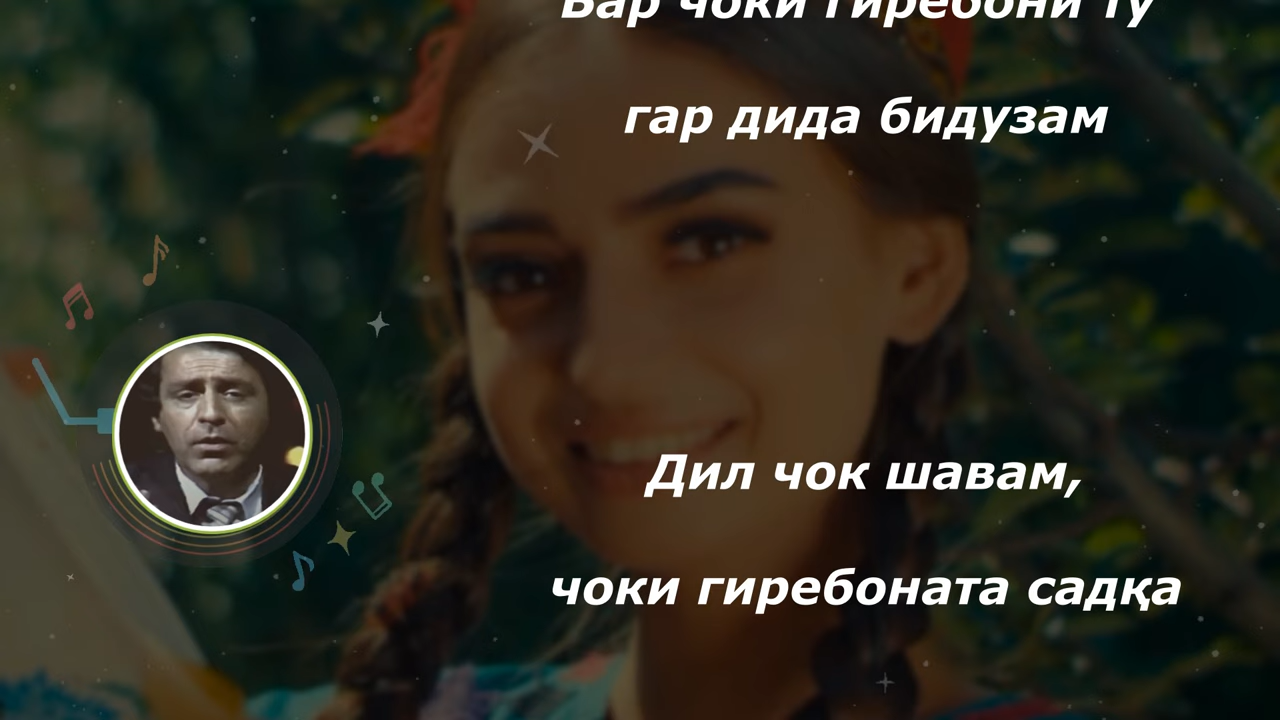 Бар чоки гиребони ту
гар дида бидузам
Дил чок шавам,
чоки гиребоната садқа